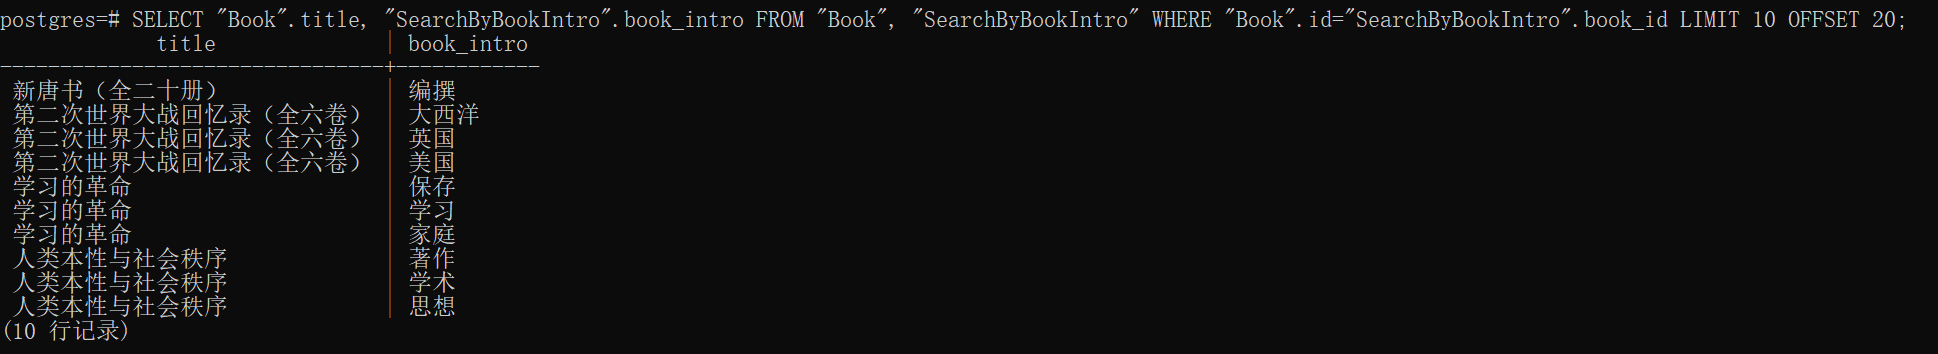 postgres=# SELECT "Book".title, "SearchByBookIntro".book_intro FROM "Book", "SearchByBookIntro" WHERE "Book".id="SearchByBookIntro".book_id LIMIT 10 OFFSET 20;
title | book_intro
--------------------------------+------------
新唐书（全二十册） | 编撰
第二次世界大战回忆录（全六卷） | 大西洋
第二次世界大战回忆录（全六卷） | 英国
第二次世界大战回忆录（全六卷） | 美国
学习的革命 | 保存
学习的革命 | 学习
学习的革命 | 家庭
人类本性与社会秩序 | 著作
人类本性与社会秩序 | 学术
人类本性与社会秩序 | 思想
(10 行记录)